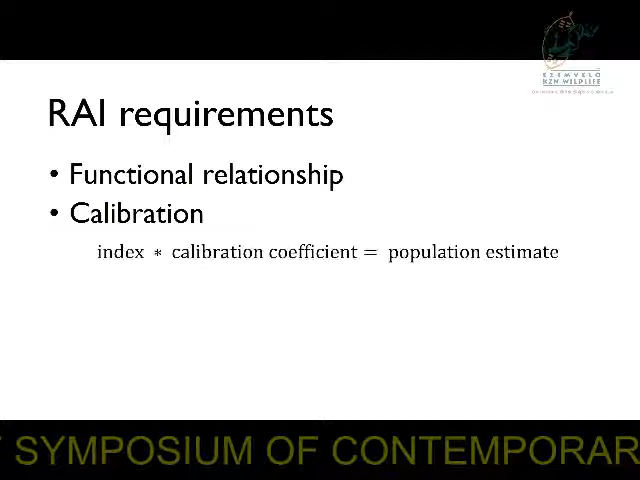 EZEMVELO
KZN WILDLIFE
RAI requirements
• Functional relationship
• Calibration
index * calibration coefficient = population estimate
SYMPOSIUM OF CONTEMPORAR